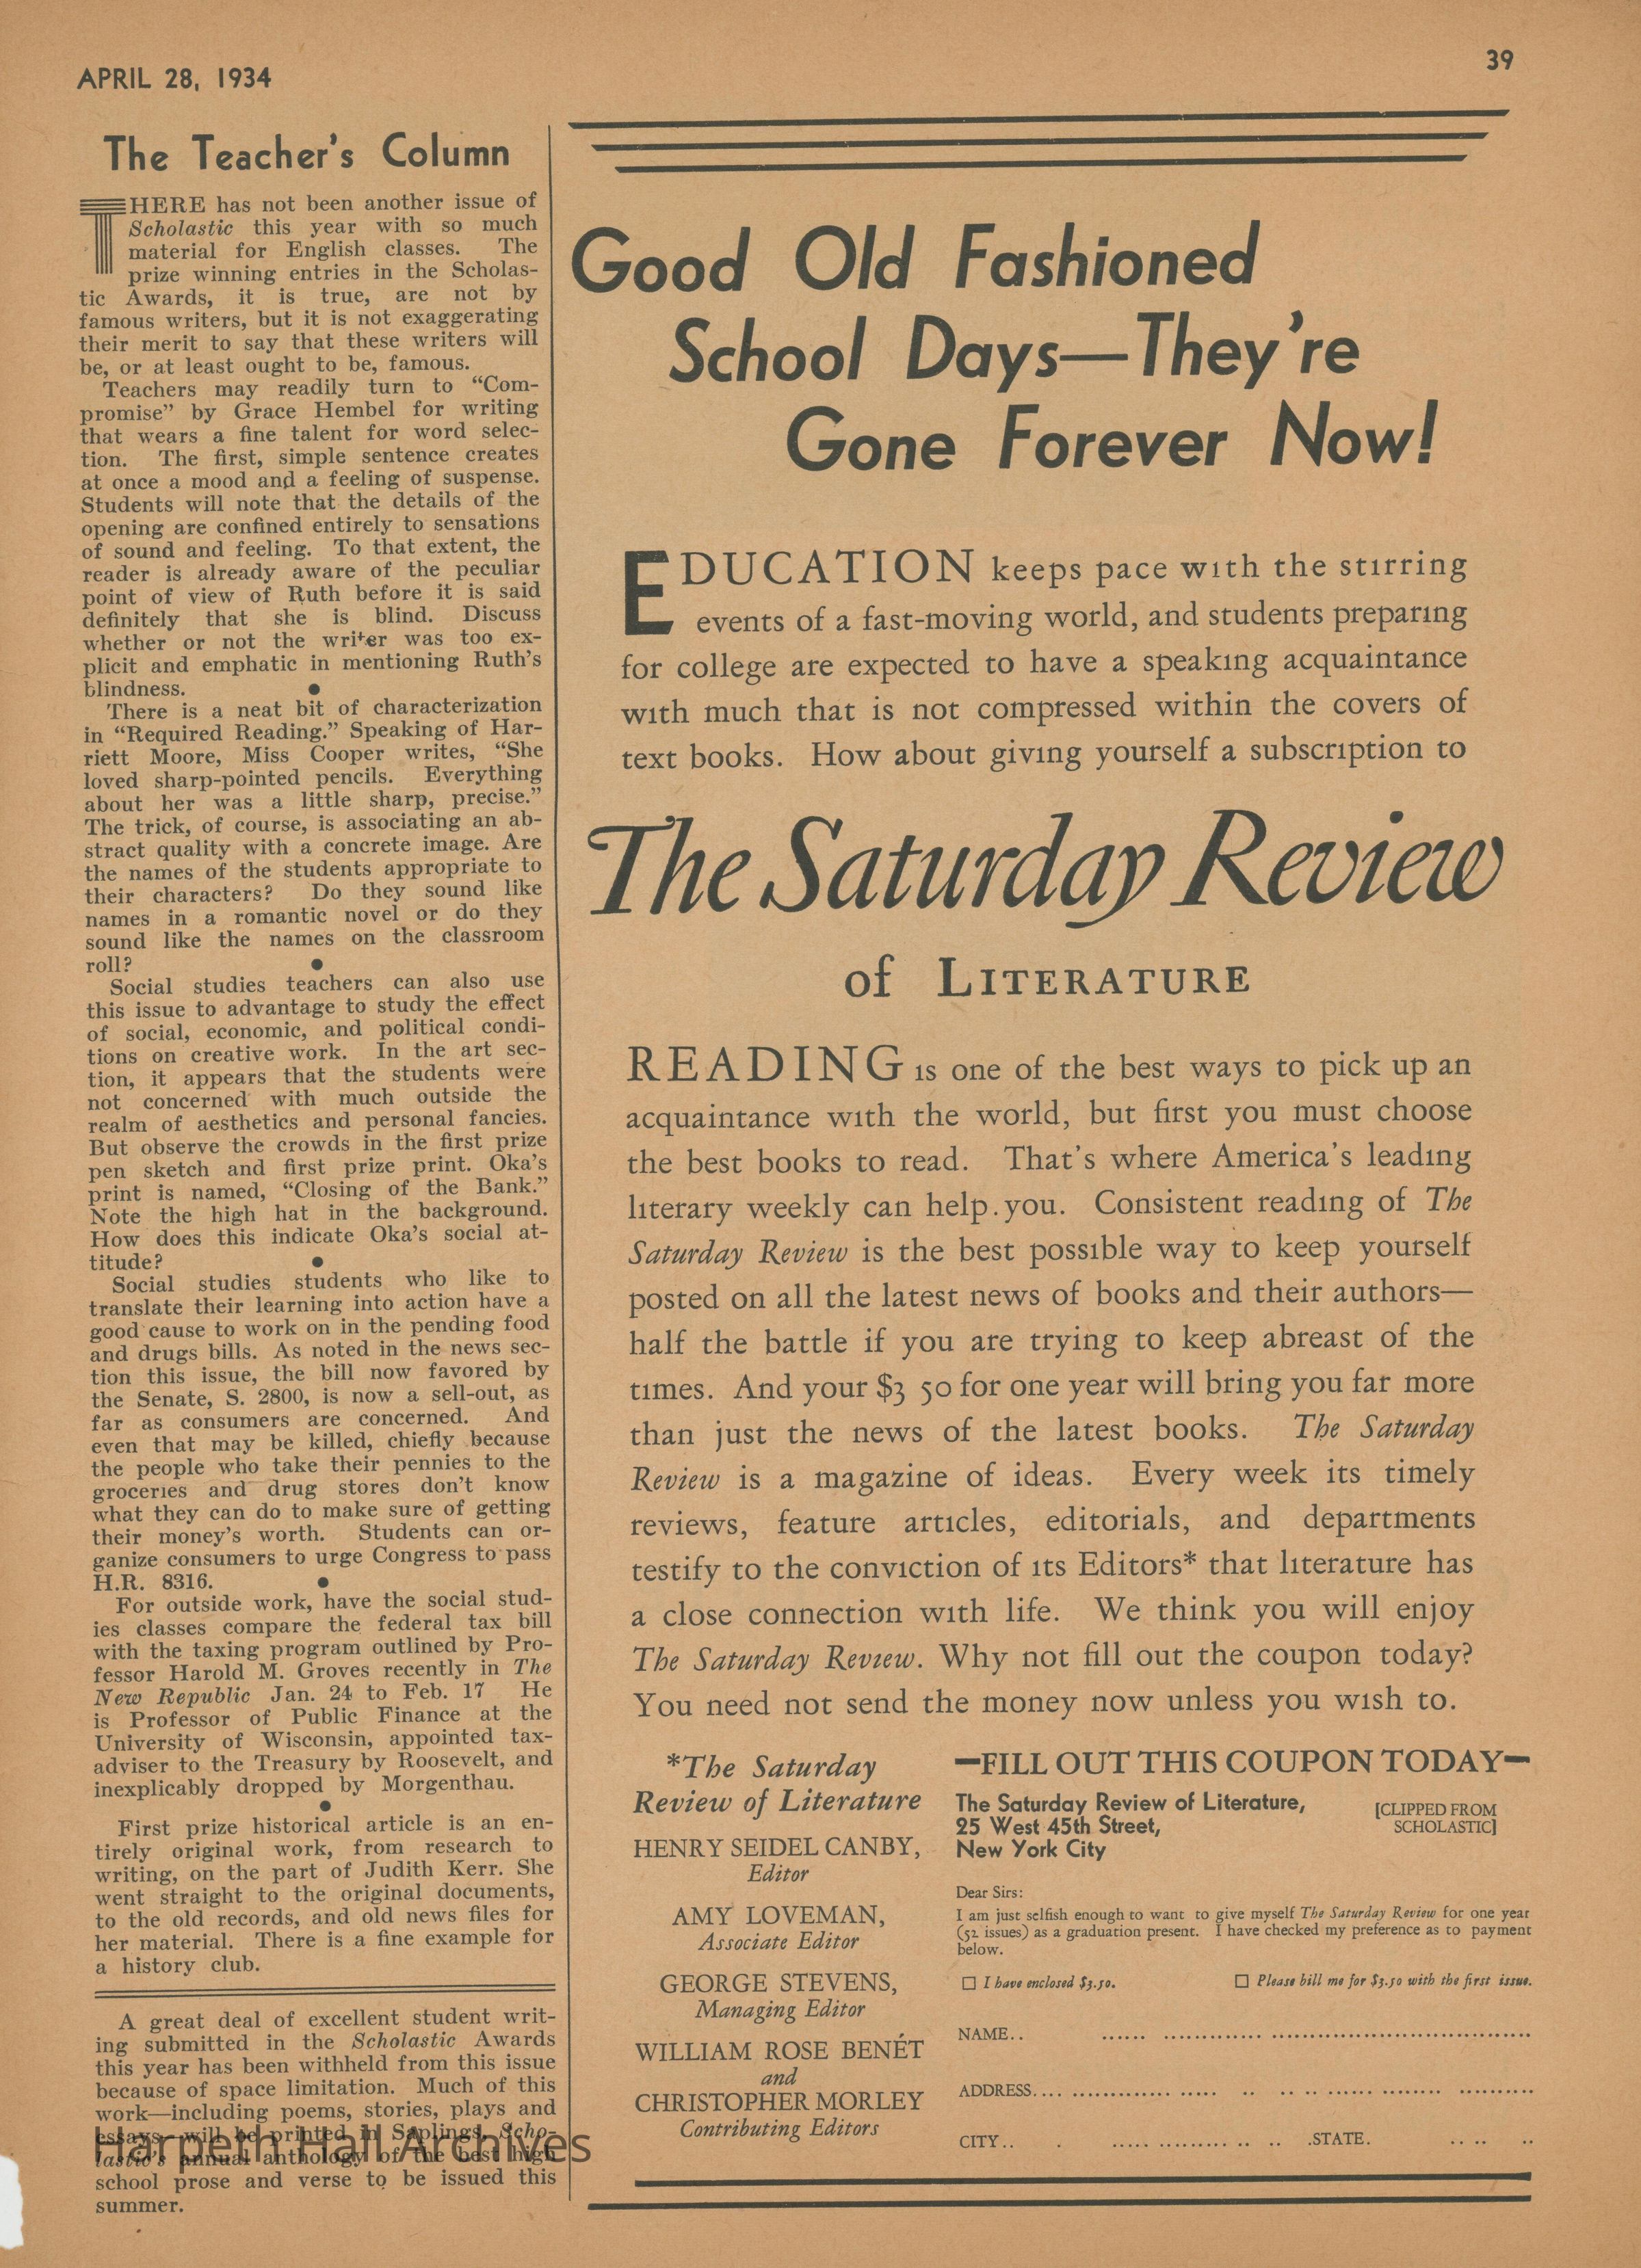 APRIL 28, 1934
39
The Teacher's Column
THERE has not been another issue of
Scholastic this year with so much
material for English classes. The
prize winning entries in the Scholas-
tic Awards, it is true, are not by
famous writers, but it is not exaggerating
their merit to say that these writers will
be, or at least ought to be, famous.
Teachers may readily turn to "Com-
promise" by Grace Hembel for writing
that wears a fine talent for word selec-
tion. The first, simple sentence creates
at once a mood and a feeling of suspense.
Students will note that the details of the
opening are confined entirely to sensations
of sound and feeling. To that extent, the
reader is already aware of the peculiar
point of view of Ruth before it is said
definitely that she is blind. Discuss
whether or not the writer was too ex-
plicit and emphatic in mentioning Ruth's
blindness.
There is a neat bit of characterization
in "Required Reading." Speaking of Har-
riett Moore, Miss Cooper writes, "She
loved sharp-pointed pencils. Everything
about her was a little sharp, precise."
The trick, of course, is associating an ab-
stract quality with a concrete image. Are
the names of the students appropriate to
their characters? Do they sound like
names in a romantic novel or do they
sound like the names on the classroom
roll?
Social studies teachers can also use
this issue to advantage to study the effect
of social, economic, and political condi-
tions on creative work. In the art sec-
tion, it appears that the students were
not concerned with much outside the
realm of aesthetics and personal fancies.
But observe the crowds in the first prize
pen sketch and first prize print. Oka's
print is named, "Closing of the Bank."
Note the high hat in the background.
How does this indicate Oka's social at-
titude?
Social studies students who like to
translate their learning into action have a
good cause to work on in the pending food
and drugs bills. As noted in the news sec-
tion this issue, the bill now favored by
the Senate, S. 2800, is now a sell-out, as
far as consumers are concerned. And
even that may be killed, chiefly because
the people who take their pennies to the
groceries and drug stores don't know
what they can do to make sure of getting
their money's worth. Students can or-
ganize consumers to urge Congress to pass
H.R. 8316.
For outside work, have the social stud-
ies classes compare the federal tax bill
with the taxing program outlined by Pro-
fessor Harold M. Groves recently in The
New Republic Jan. 24 to Feb. 17 He
is Professor of Public Finance at the
University of Wisconsin, appointed tax-
adviser to the Treasury by Roosevelt, and
inexplicably dropped by Morgenthau.
First prize historical article is an en-
tirely original work, from research to
writing, on the part of Judith Kerr. She
went straight to the original documents,
to the old records, and old news files for
her material. There is a fine example for
a history club.
A great deal of excellent student writ-
ing submitted in the Scholastic Awards
this year has been withheld from this issue
because of space limitation. Much of this
work—including poems, stories, plays and
essays—will be printed in Saplings, Scho-
lastic's annual anthology of the best high
school prose and verse to be issued this
summer.
Harpeth Hall Archives
Good Old Fashioned
School Days—They're
Gone Forever Now!
EDUCATION keeps pace with the stirring
events of a fast-moving world, and students preparing
for college are expected to have a speaking acquaintance
with much that is not compressed within the covers of
text books. How about giving yourself a subscription to
The Saturday Review
of LITERATURE
READING is one of the best ways to pick up an
acquaintance with the world, but first you must choose
the best books to read. That's where America's leading
literary weekly can help.you. Consistent reading of The
Saturday Review is the best possible way to keep yourself
posted on all the latest news of books and their authors—
half the battle if you are trying to keep abreast of the
times. And your $3 50 for one year will bring you far more
than just the news of the latest books. The Saturday
Review is a magazine of ideas. Every week its timely
reviews, feature articles, editorials, and departments
testify to the conviction of its Editors* that literature has
a close connection with life. We think you will enjoy
The Saturday Review. Why not fill out the coupon today?
You need not send the money now unless you wish to.
*The Saturday
Review of Literature
HENRY SEIDEL CANBY,
Editor
AMY LOVEMAN,
Associate Editor
GEORGE STEVENS,
Managing Editor
WILLIAM ROSE BENÉT
and
CHRISTOPHER MORLEY
Contributing Editors
—FILL OUT THIS COUPON TODAY—
The Saturday Review of Literature,
25 West 45th Street,
New York City
[CLIPPED FROM
SCHOLASTIC]
Dear Sirs:
I am just selfish enough to want to give myself The Saturday Review for one year
(52 issues) as a graduation present. I have checked my preference as to payment
below.
☐ I have enclosed $3.50. ☐ Please bill me for $3.50 with the first issue.
NAME..
ADDRESS....
CITY.. .STATE.